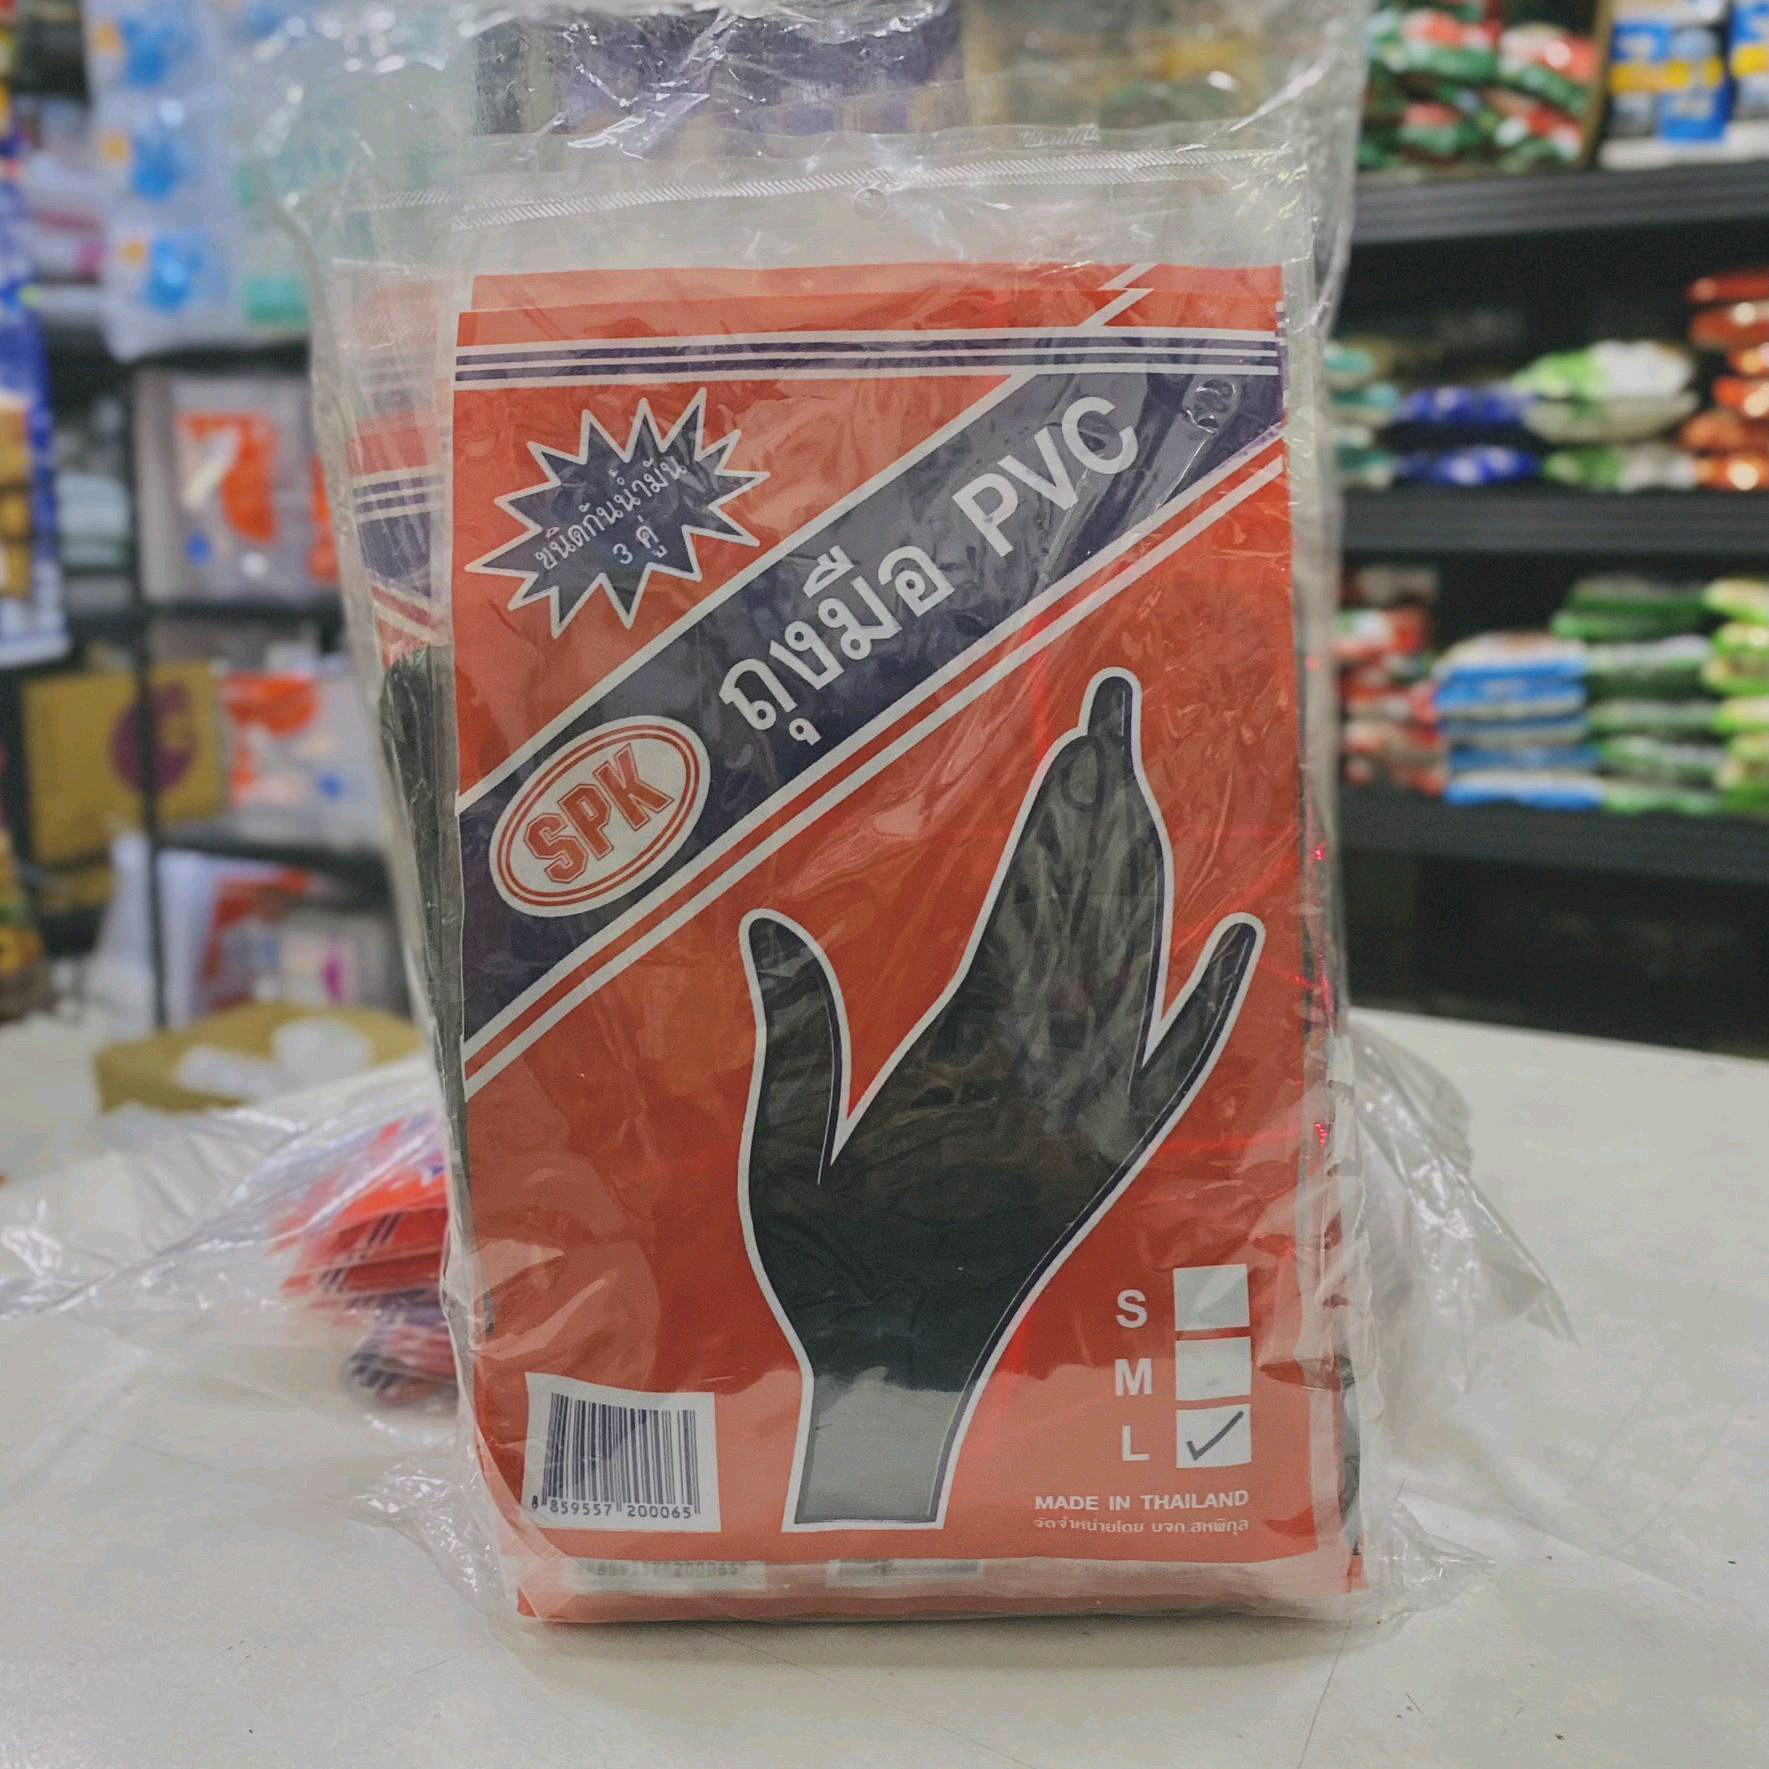 ชนิดกันน้ำมัน
3 คู่
ถุงมือ PVC
SPK
S
M
L
8 859557 200065
MADE IN THAILAND
จัดจำหน่ายโดย บจก.สหพิกุล